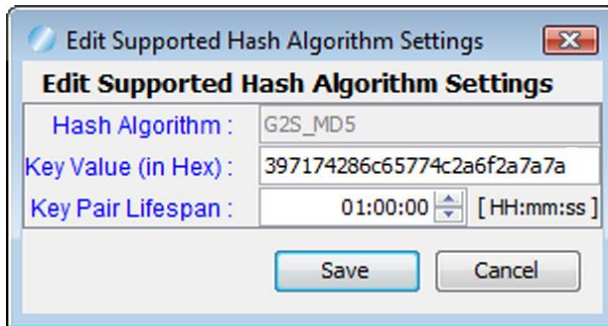 Edit Supported Hash Algorithm Settings
Edit Supported Hash Algorithm Settings
Hash Algorithm : G2S_MD5
Key Value (in Hex) : 397174286c65774c2a6f2a7a7a7a
Key Pair Lifespan : 01:00:00 [ HH:mm:ss ]
Save Cancel